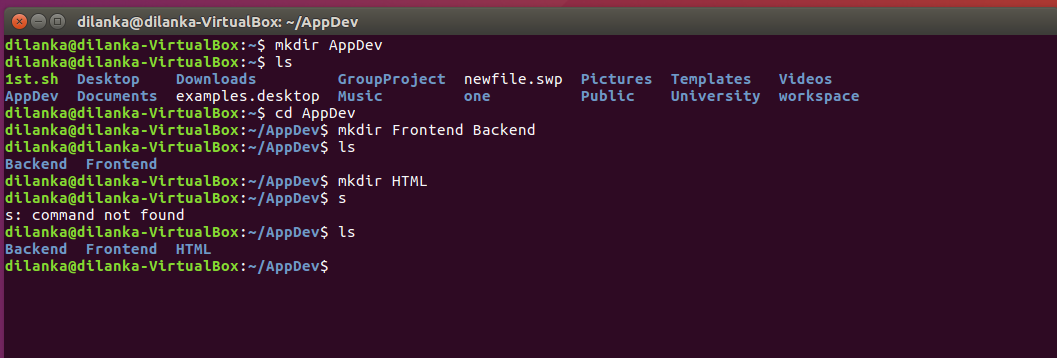 dilanka@dilanka-VirtualBox: ~/AppDev
dilanka@dilanka-VirtualBox:~$ mkdir AppDev
dilanka@dilanka-VirtualBox:~$ ls
1st.sh  Desktop    Downloads         GroupProject  newfile.swp  Pictures  Templates   Videos
AppDev  Documents  examples.desktop  Music         one          Public    University  workspace
dilanka@dilanka-VirtualBox:~$ cd AppDev
dilanka@dilanka-VirtualBox:~/AppDev$ mkdir Frontend Backend
dilanka@dilanka-VirtualBox:~/AppDev$ ls
Backend  Frontend
dilanka@dilanka-VirtualBox:~/AppDev$ mkdir HTML
dilanka@dilanka-VirtualBox:~/AppDev$ s
s: command not found
dilanka@dilanka-VirtualBox:~/AppDev$ ls
Backend  Frontend  HTML
dilanka@dilanka-VirtualBox:~/AppDev$